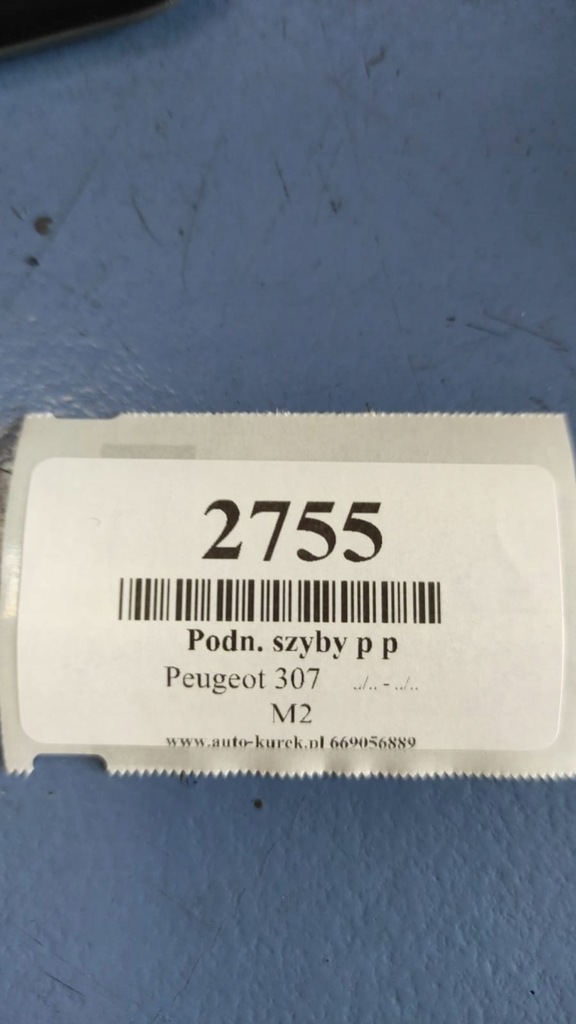 2755
Podn. szyby p p
Peugeot 307 ../.. - ../..
M2
www.auto-kurek.pl 669056889